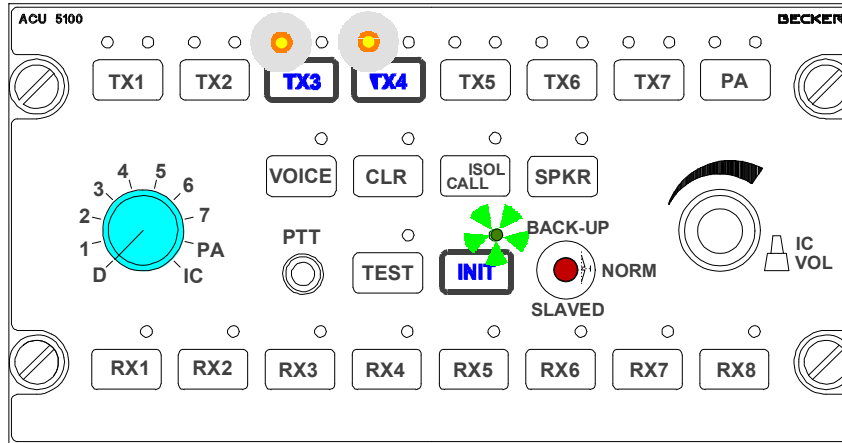 ACU 5100 BECKER
TX1 TX2 TX3 TX4 TX5 TX6 TX7 PA
VOICE CLR ISOL CALL SPKR
4 5
3 6
2 7
1 PA
D IC
PTT
TEST INIT
BACK-UP
NORM
SLAVED
IC
VOL
RX1 RX2 RX3 RX4 RX5 RX6 RX7 RX8